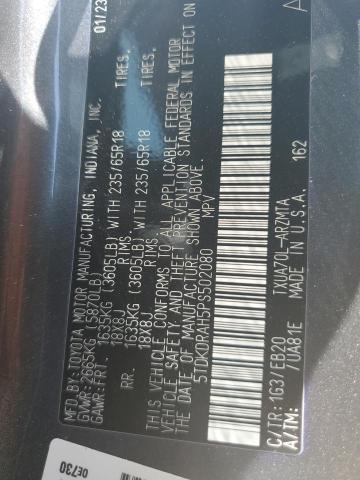 MFD. BY:
TOYOTA MOTOR MANUFACTURING, INDIANA, INC. 01/23
GVWR:2665KG (5870LB)
GAWR:FRT. 1635KG (3605LB) WITH 235/65R18 TIRES.
18X8J RIMS
RR. 1635KG (3605LB) WITH 235/65R18 TIRES.
18X8J RIMS
THIS VEHICLE CONFORMS TO ALL APPLICABLE FEDERAL MOTOR
VEHICLE SAFETY, AND THEFT PREVENTION STANDARDS IN EFFECT ON
THE DATE OF MANUFACTURE SHOWN ABOVE.
5TDKDRAH5PS502080 MPV
162
C/TR:1G3/EB20 TXUA70L-ARZMTA
A/TM: /UA81E MADE IN U.S.A.
0E730